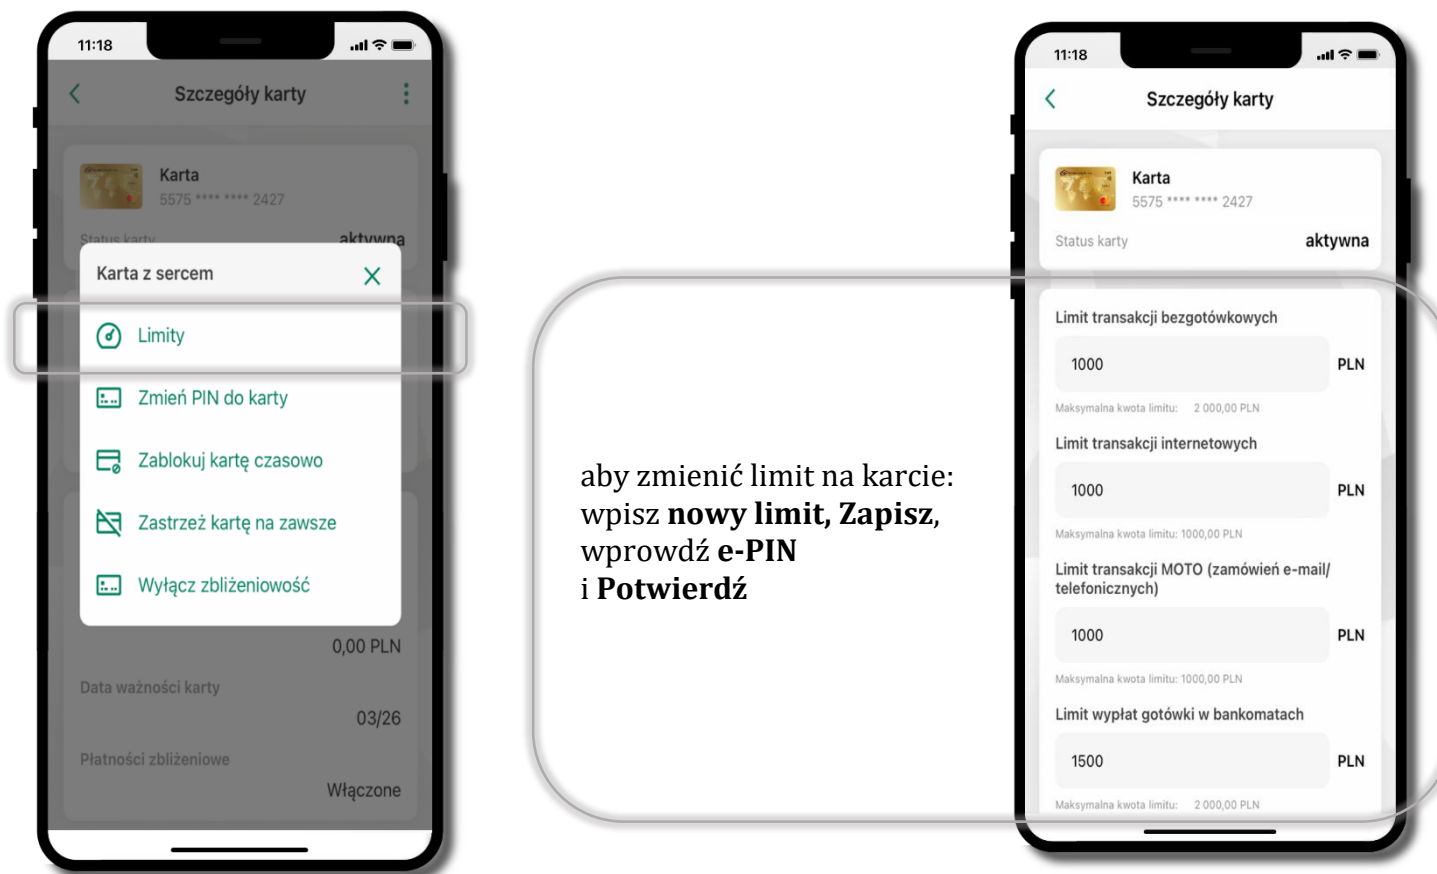 11:18
Szczegóły karty
Karta
5575 **** **** 2427
Status karty
aktywna
Karta z sercem
Limity
Zmień PIN do karty
Zablokuj kartę czasowo
Zastrzeż kartę na zawsze
Wyłącz zbliżeniowość
0,00 PLN
Data ważności karty
03/26
Płatności zbliżeniowe
Włączone
aby zmienić limit na karcie:
wpisz nowy limit, Zapisz,
wprowdź e-PIN
i Potwierdź
11:18
Szczegóły karty
Karta
5575 **** **** 2427
Status karty
aktywna
Limit transakcji bezgotówkowych
1000 PLN
Maksymalna kwota limitu: 2 000,00 PLN
Limit transakcji internetowych
1000 PLN
Maksymalna kwota limitu: 1000,00 PLN
Limit transakcji MOTO (zamówień e-mail/
telefonicznych)
1000 PLN
Maksymalna kwota limitu: 1000,00 PLN
Limit wypłat gotówki w bankomatach
1500 PLN
Maksymalna kwota limitu: 2 000,00 PLN